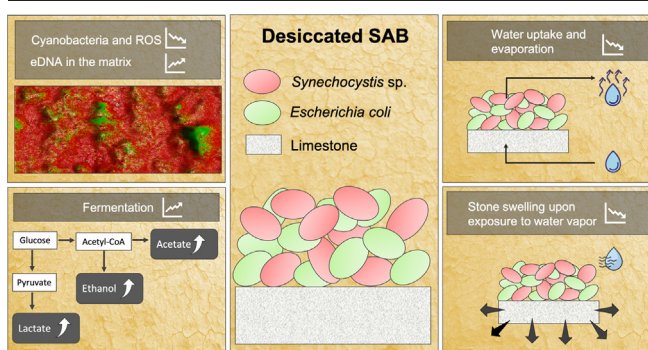 Cyanobacteria and ROS
eDNA in the matrix
Fermentation
Glucose
Acetyl-CoA
Acetate
Pyruvate
Ethanol
Lactate
Desiccated SAB
Synechocystis sp.
Escherichia coli
Limestone
Water uptake and
evaporation
Stone swelling upon
exposure to water vapor